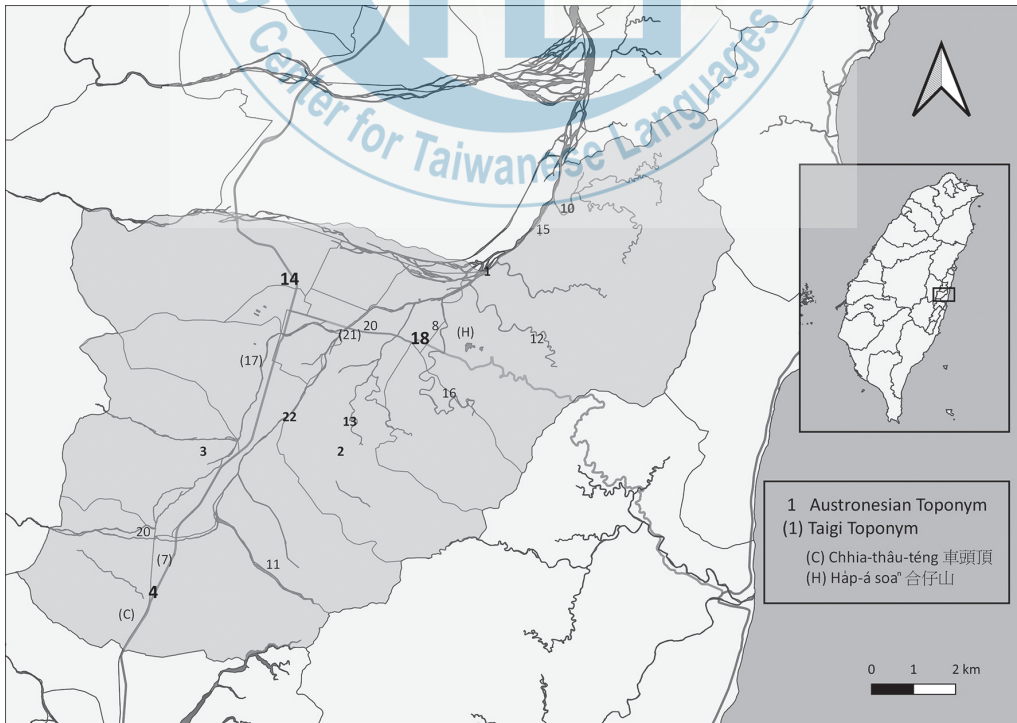 Center for Taiwanese Languages
10
15
1
14
20
8
(H)
(21)
18
12
(17)
16
22
13
3
2
20
(7)
11
4
(C)
1 Austronesian Toponym
(1) Taigi Toponym
(C) Chhia-thâu-téng 車頭頂
(H) Ha̍p-á soaⁿ 合仔山
0 1 2 km